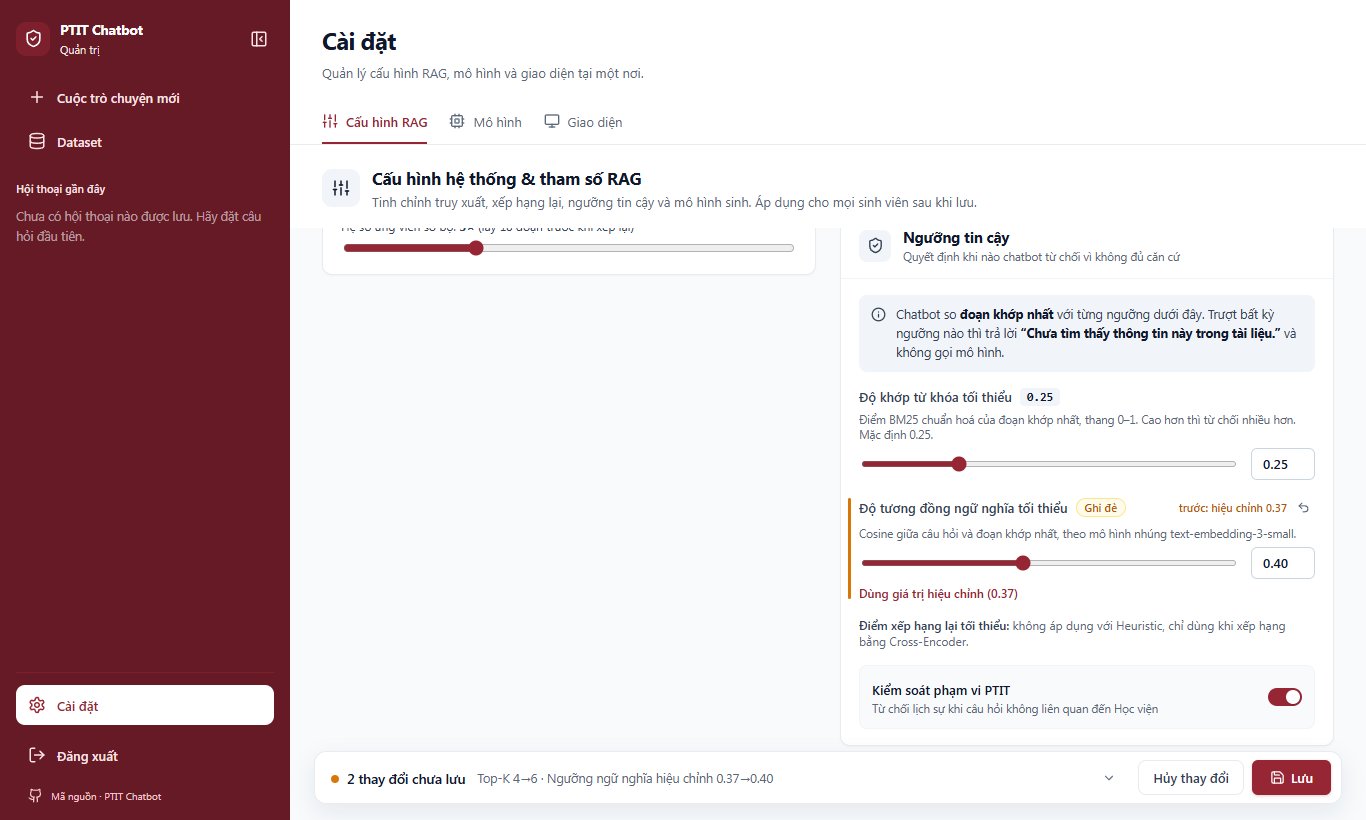 PTIT Chatbot
Quản trị
Cuộc trò chuyện mới
Dataset
Hội thoại gần đây
Chưa có hội thoại nào được lưu. Hãy đặt câu
hỏi đầu tiên.
Cài đặt
Đăng xuất
Mã nguồn · PTIT Chatbot
Cài đặt
Quản lý cấu hình RAG, mô hình và giao diện tại một nơi.
Cấu hình RAG
Mô hình
Giao diện
Cấu hình hệ thống & tham số RAG
Tinh chỉnh truy xuất, xếp hạng lại, ngưỡng tin cậy và mô hình sinh. Áp dụng cho mọi sinh viên sau khi lưu.
Ngưỡng tin cậy
Quyết định khi nào chatbot từ chối vì không đủ căn cứ
Chatbot so đoạn khớp nhất với từng ngưỡng dưới đây. Trượt bất kỳ
ngưỡng nào thì trả lời “Chưa tìm thấy thông tin này trong tài liệu.” và
không gọi mô hình.
Độ khớp từ khóa tối thiểu 0.25
Điểm BM25 chuẩn hoá của đoạn khớp nhất, thang 0–1. Cao hơn thì từ chối nhiều hơn.
Mặc định 0.25.
0.25
Độ tương đồng ngữ nghĩa tối thiểu Ghi đè trước: hiệu chỉnh 0.37
Cosine giữa câu hỏi và đoạn khớp nhất, theo mô hình nhúng text-embedding-3-small.
0.40
Dùng giá trị hiệu chỉnh (0.37)
Điểm xếp hạng lại tối thiểu: không áp dụng với Heuristic, chỉ dùng khi xếp hạng
bằng Cross-Encoder.
Kiểm soát phạm vi PTIT
Từ chối lịch sự khi câu hỏi không liên quan đến Học viện
2 thay đổi chưa lưu Top-K 4→6 · Ngưỡng ngữ nghĩa hiệu chỉnh 0.37→0.40
Hủy thay đổi
Lưu